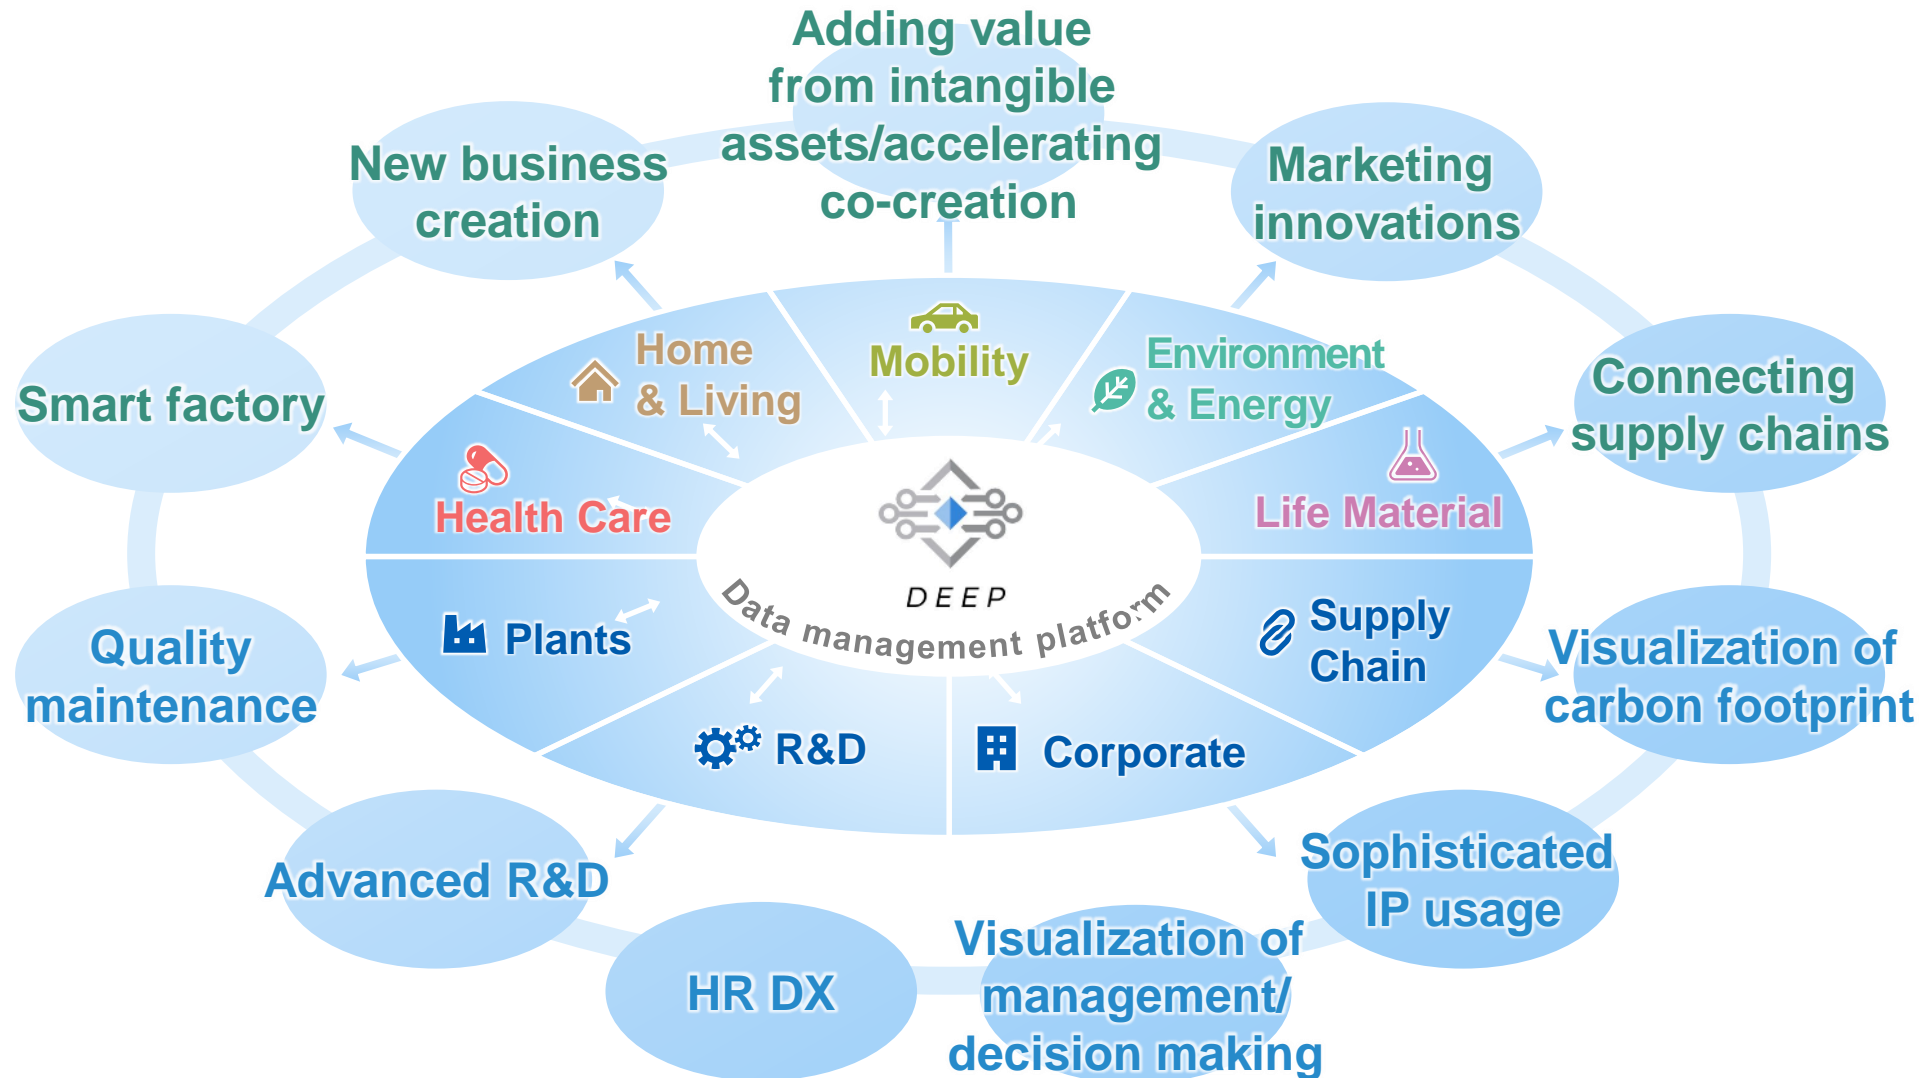 Adding value
from intangible
assets/accelerating
co-creation
New business
creation
Marketing
innovations
Smart factory
Connecting
supply chains
Home
& Living
Mobility
Environment
& Energy
Health Care
Life Material
DEEP
Data management platform
Plants
Supply
Chain
R&D
Corporate
Quality
maintenance
Visualization of
carbon footprint
Advanced R&D
Sophisticated
IP usage
HR DX
Visualization of
management/
decision making